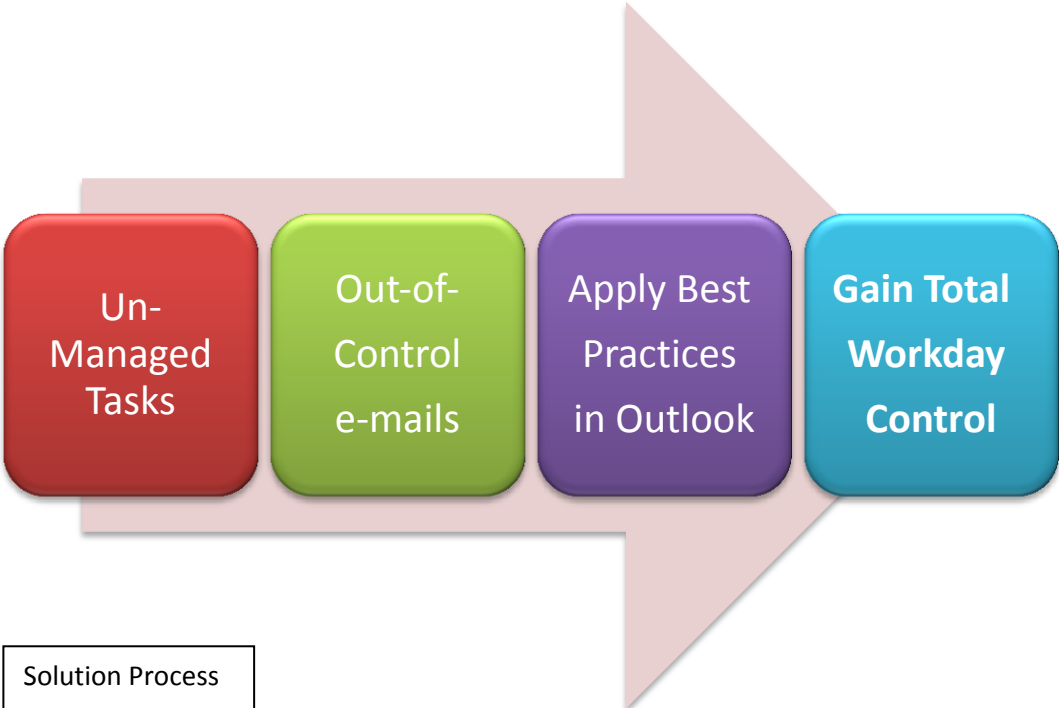 Un-
Managed
Tasks
Out-of-
Control
e-mails
Apply Best
Practices
in Outlook
Gain Total
Workday
Control
Solution Process